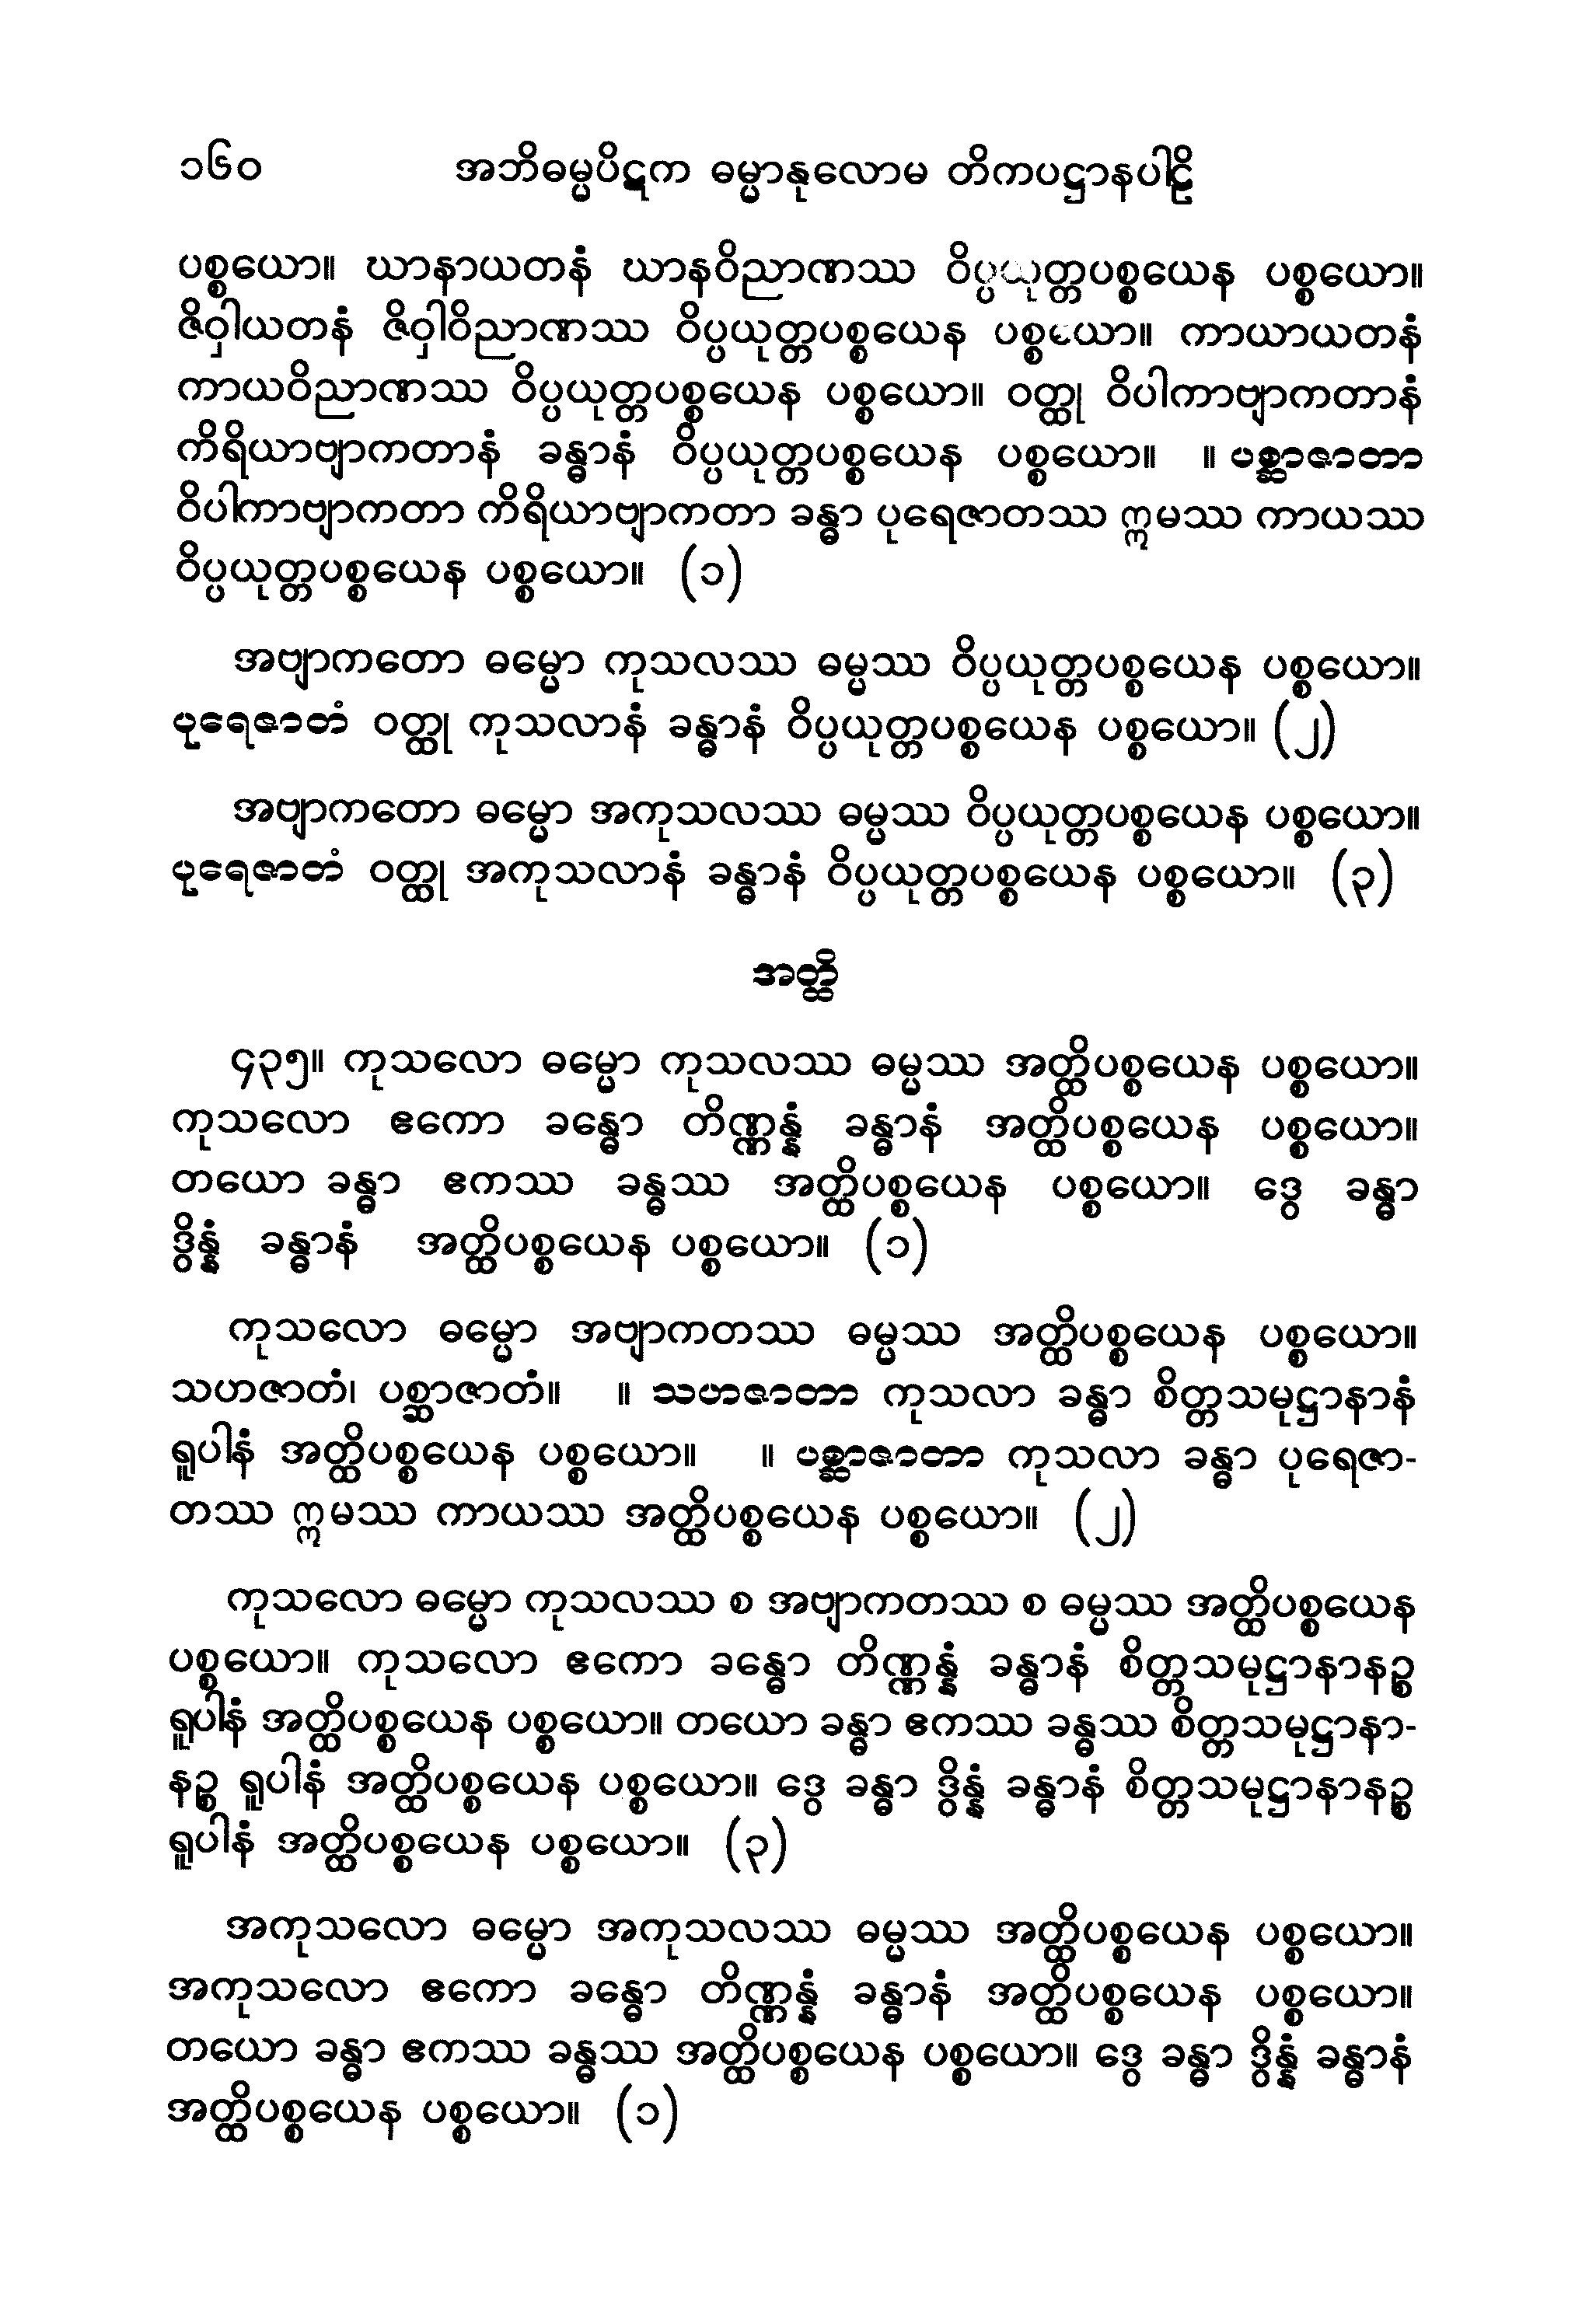 ၁၆၀ အဘိဓမ္မပိဋက ဓမ္မာနုလောမ တိကပဋ္ဌာနပါဠိ
ပစ္စယော။ ဃာနာယတနံ ဃာနဝိညာဏဿ ဝိပ္ပယုတ္တပစ္စယေန ပစ္စယော။
ဇိဝှါယတနံ ဇိဝှါဝိညာဏဿ ဝိပ္ပယုတ္တပစ္စယေန ပစ္စယော။ ကာယာယတနံ
ကာယဝိညာဏဿ ဝိပ္ပယုတ္တပစ္စယေန ပစ္စယော။ ဝတ္ထု ဝိပါကာဗျာကတာနံ
ကိရိယာဗျာကတာနံ ခန္ဓာနံ ဝိပ္ပယုတ္တပစ္စယေန ပစ္စယော။ ။ ပစ္ဆာဇာတာ
ဝိပါကာဗျာကတာ ကိရိယာဗျာကတာ ခန္ဓာ ပုရေဇာတဿ ဣမဿ ကာယဿ
ဝိပ္ပယုတ္တပစ္စယေန ပစ္စယော။ (၁)
အဗျာကတော ဓမ္မော ကုသလဿ ဓမ္မဿ ဝိပ္ပယုတ္တပစ္စယေန ပစ္စယော။
ပုရေဇာတံ ဝတ္ထု ကုသလာနံ ခန္ဓာနံ ဝိပ္ပယုတ္တပစ္စယေန ပစ္စယော။ (၂)
အဗျာကတော ဓမ္မော အကုသလဿ ဓမ္မဿ ဝိပ္ပယုတ္တပစ္စယေန ပစ္စယော။
ပုရေဇာတံ ဝတ္ထု အကုသလာနံ ခန္ဓာနံ ဝိပ္ပယုတ္တပစ္စယေန ပစ္စယော။ (၃)
အတ္ထိ
၄၃၅။ ကုသလော ဓမ္မော ကုသလဿ ဓမ္မဿ အတ္ထိပစ္စယေန ပစ္စယော။
ကုသလော ဧကော ခန္ဓော တိဏ္ဏန္နံ ခန္ဓာနံ အတ္ထိပစ္စယေန ပစ္စယော။
တယော ခန္ဓာ ဧကဿ ခန္ဓဿ အတ္ထိပစ္စယေန ပစ္စယော။ ဒွေ ခန္ဓာ
ဒွိန္နံ ခန္ဓာနံ အတ္ထိပစ္စယေန ပစ္စယော။ (၁)
ကုသလော ဓမ္မော အဗျာကတဿ ဓမ္မဿ အတ္ထိပစ္စယေန ပစ္စယော။
သဟဇာတံ၊ ပစ္ဆာဇာတံ။ ။ သဟဇာတာ ကုသလာ ခန္ဓာ စိတ္တသမုဋ္ဌာနာနံ
ရူပါနံ အတ္ထိပစ္စယေန ပစ္စယော။ ။ ပစ္ဆာဇာတာ ကုသလာ ခန္ဓာ ပုရေဇာ-
တဿ ဣမဿ ကာယဿ အတ္ထိပစ္စယေန ပစ္စယော။ (၂)
ကုသလော ဓမ္မော ကုသလဿ စ အဗျာကတဿ စ ဓမ္မဿ အတ္ထိပစ္စယေန
ပစ္စယော။ ကုသလော ဧကော ခန္ဓော တိဏ္ဏန္နံ ခန္ဓာနံ စိတ္တသမုဋ္ဌာနာနဉ္စ
ရူပါနံ အတ္ထိပစ္စယေန ပစ္စယော။ တယော ခန္ဓာ ဧကဿ ခန္ဓဿ စိတ္တသမုဋ္ဌာနာ-
နဉ္စ ရူပါနံ အတ္ထိပစ္စယေန ပစ္စယော။ ဒွေ ခန္ဓာ ဒွိန္နံ ခန္ဓာနံ စိတ္တသမုဋ္ဌာနာနဉ္စ
ရူပါနံ အတ္ထိပစ္စယေန ပစ္စယော။ (၃)
အကုသလော ဓမ္မော အကုသလဿ ဓမ္မဿ အတ္ထိပစ္စယေန ပစ္စယော။
အကုသလော ဧကော ခန္ဓော တိဏ္ဏန္နံ ခန္ဓာနံ အတ္ထိပစ္စယေန ပစ္စယော။
တယော ခန္ဓာ ဧကဿ ခန္ဓဿ အတ္ထိပစ္စယေန ပစ္စယော။ ဒွေ ခန္ဓာ ဒွိန္နံ ခန္ဓာနံ
အတ္ထိပစ္စယေန ပစ္စယော။ (၁)